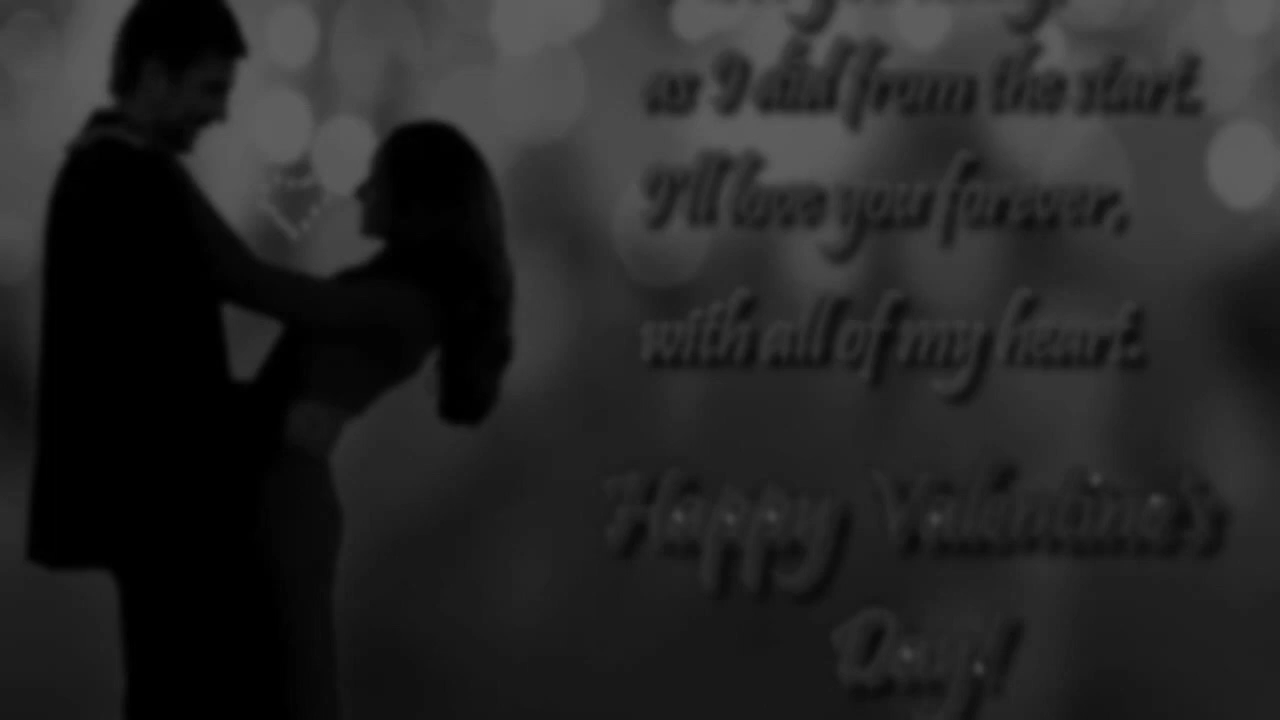 as I did from the start.
I'll love you forever,
with all of my heart.
Happy Valentine's
Day!